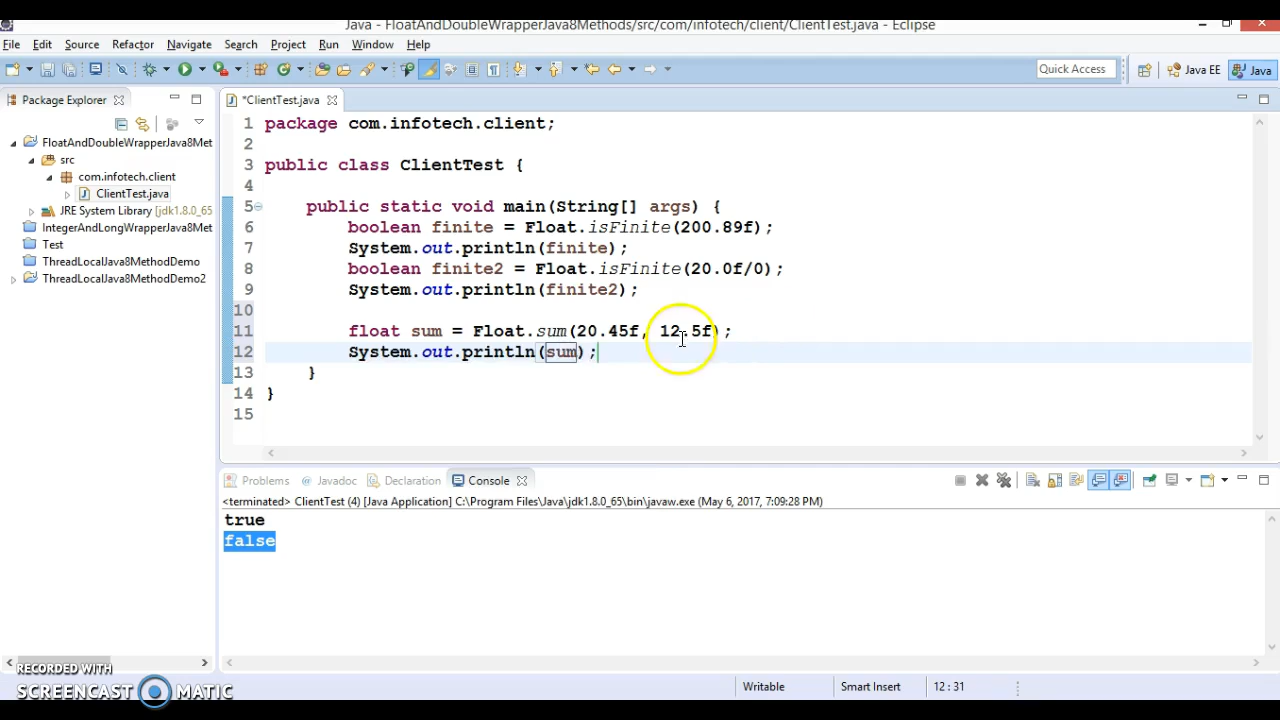 Java - FloatAndDoubleWrapperJava8Methods/src/com/infotech/client/ClientTest.java - Eclipse
File Edit Source Refactor Navigate Search Project Run Window Help
Quick Access Java EE Java
Package Explorer
FloatAndDoubleWrapperJava8Met
src
com.infotech.client
ClientTest.java
JRE System Library [jdk1.8.0_65
IntegerAndLongWrapperJava8Met
Test
ThreadLocalJava8MethodDemo
ThreadLocalJava8MethodDemo2
*ClientTest.java
1 package com.infotech.client;
2
3 public class ClientTest {
4
5 public static void main(String[] args) {
6 boolean finite = Float.isFinite(200.89f);
7 System.out.println(finite);
8 boolean finite2 = Float.isFinite(20.0f/0);
9 System.out.println(finite2);
10
11 float sum = Float.sum(20.45f, 12.5f);
12 System.out.println(sum);
13 }
14 }
15
Problems @ Javadoc Declaration Console
<terminated> ClientTest (4) [Java Application] C:\Program Files\Java\jdk1.8.0_65\bin\javaw.exe (May 6, 2017, 7:09:28 PM)
true
false
Writable Smart Insert 12 : 31
RECORDED WITH
SCREENCAST MATIC